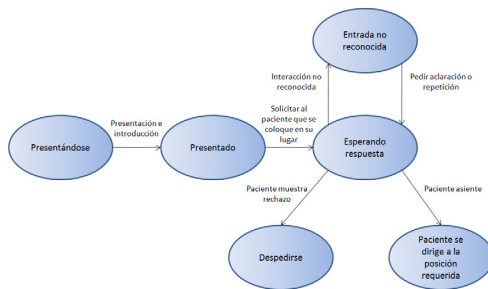 Entrada no
reconocida
Interacción no
reconocida
Pedir aclaración o
repetición
Presentación e
introducción
Solicitar al
paciente que se
coloque en su
lugar
Presentándose
Presentado
Esperando
respuesta
Paciente muestra
rechazo
Paciente asiente
Despedirse
Paciente se
dirige a la
posición
requerida